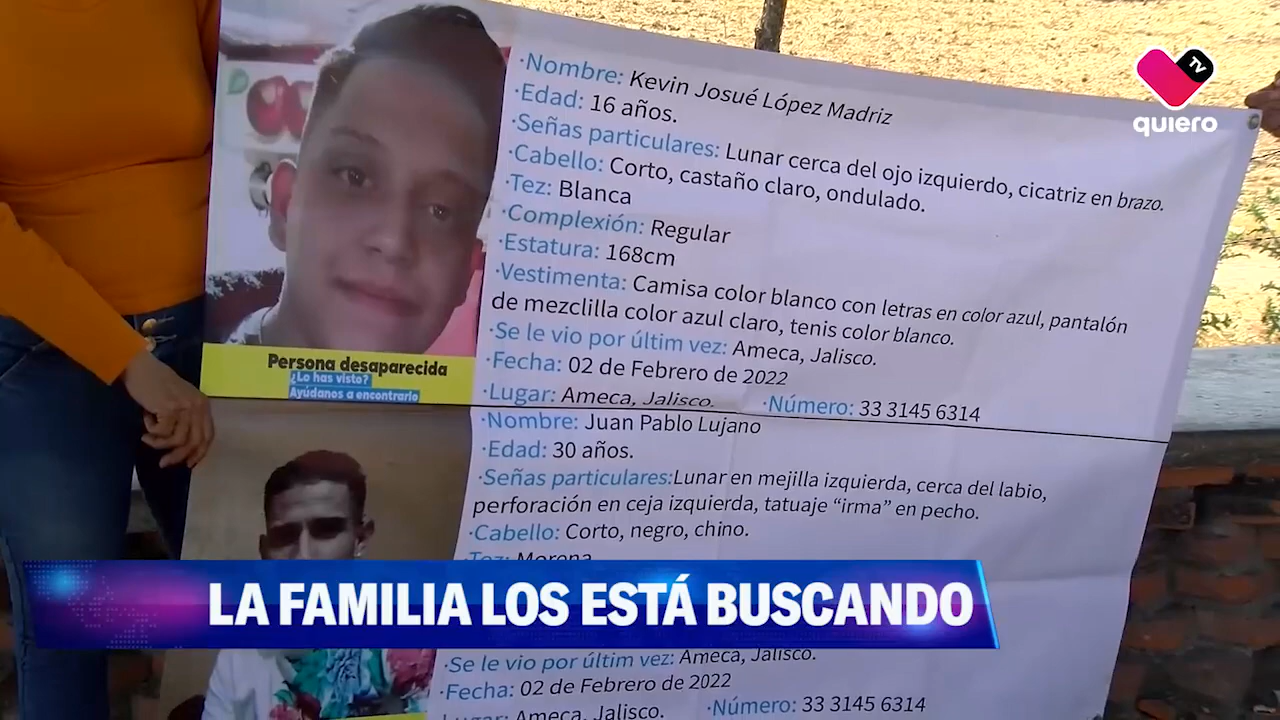 TV
quiero
·Nombre: Kevin Josué López Madriz
·Edad: 16 años.
·Señas particulares: Lunar cerca del ojo izquierdo, cicatriz en brazo.
·Cabello: Corto, castaño claro, ondulado.
·Tez: Blanca
·Complexión: Regular
·Estatura: 168cm
·Vestimenta: Camisa color blanco con letras en color azul, pantalón
de mezclilla color azul claro, tenis color blanco.
·Se le vio por últim vez: Ameca, Jalisco.
·Fecha: 02 de Febrero de 2022
·Lugar: Ameca, Jalisco. ·Número: 33 3145 6314
Persona desaparecida
¿Lo has visto?
Ayúdanos a encontrarlo
·Nombre: Juan Pablo Lujano
·Edad: 30 años.
·Señas particulares:Lunar en mejilla izquierda, cerca del labio,
perforación en ceja izquierda, tatuaje “irma” en pecho.
·Cabello: Corto, negro, chino.
·Tez: Morena
LA FAMILIA LOS ESTÁ BUSCANDO
·Se le vio por últim vez: Ameca, Jalisco.
·Fecha: 02 de Febrero de 2022
·Lugar: Ameca, Jalisco. ·Número: 33 3145 6314